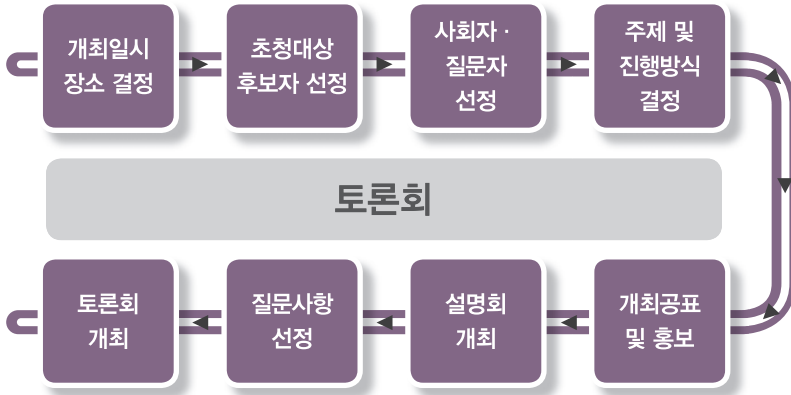 개최일시
장소 결정
초청대상
후보자 선정
사회자 ·
질문자
선정
주제 및
진행방식
결정
토론회
개최공표
및 홍보
설명회
개최
질문사항
선정
토론회
개최